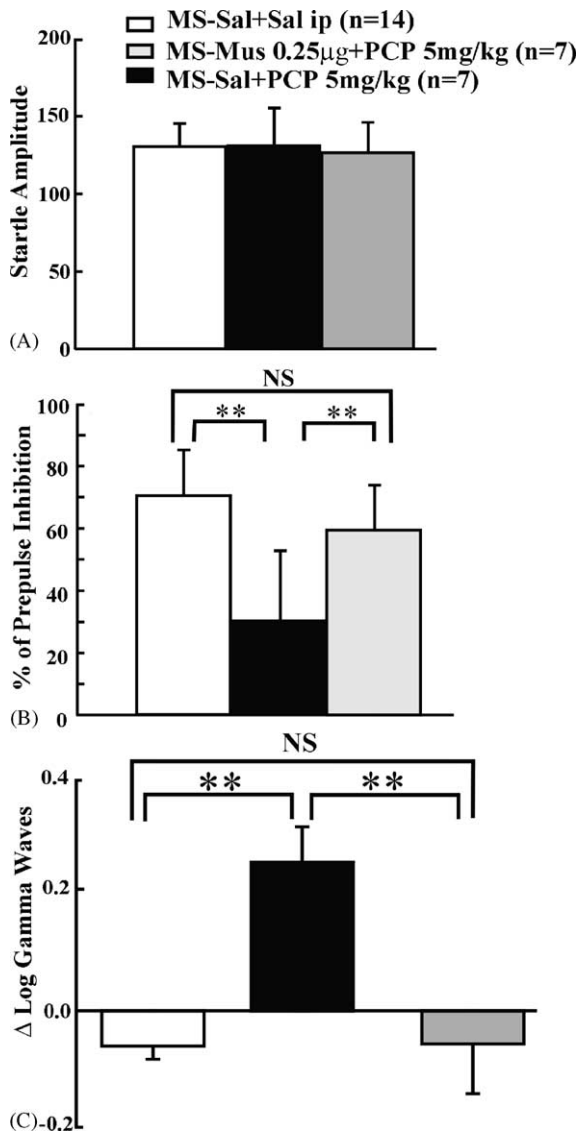 MS-Sal+Sal ip (n=14)
MS-Mus 0.25µg+PCP 5mg/kg (n=7)
MS-Sal+PCP 5mg/kg (n=7)
Startle Amplitude
200
150
100
50
0
(A)
NS
** **
% of Prepulse Inhibition
100
80
60
40
20
0
(B)
NS
** **
Δ Log Gamma Waves
0.4
0.2
0.0
-0.2
(C)